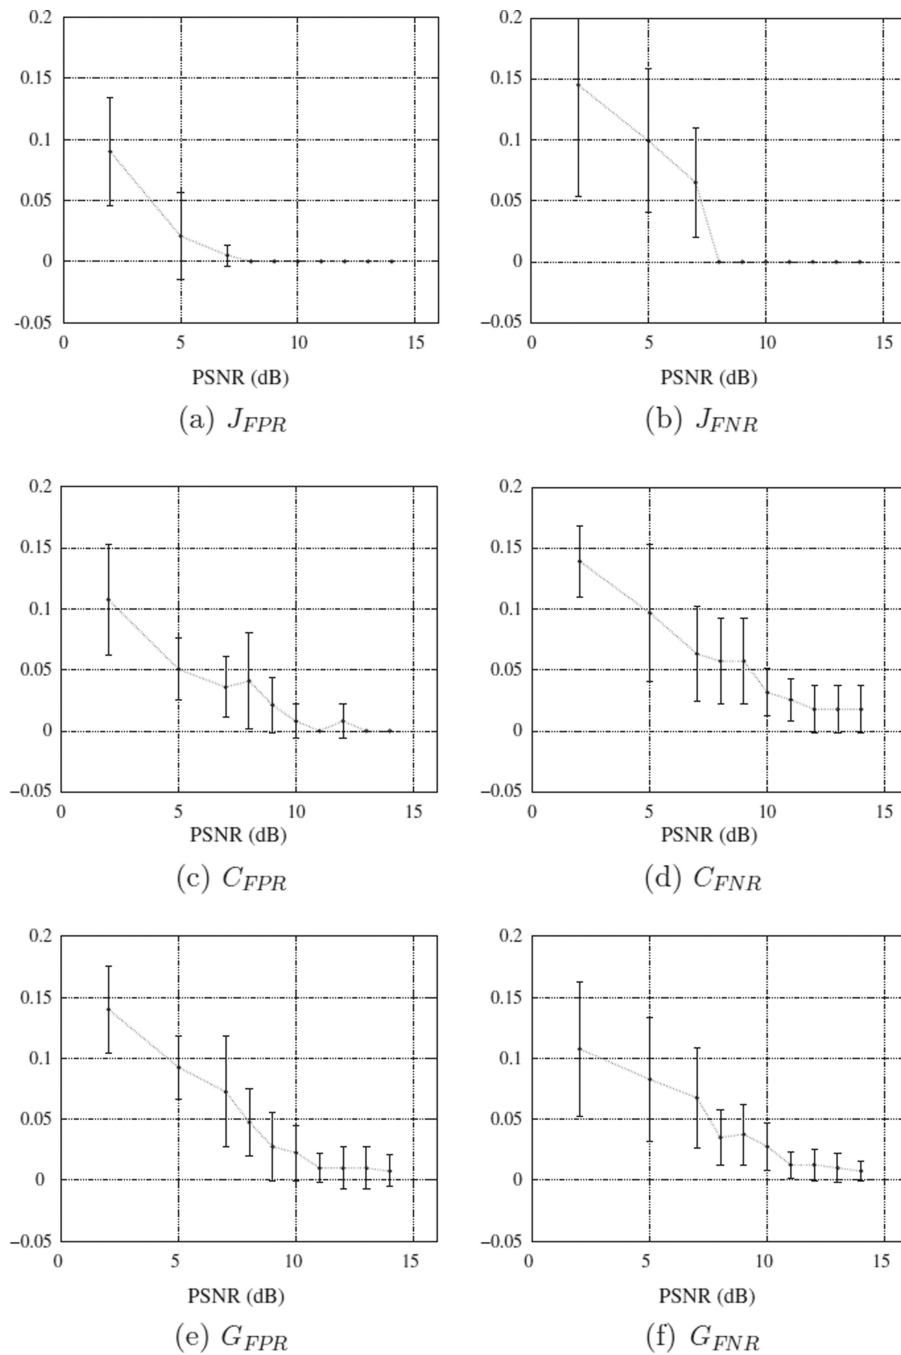 0.2
0.15
0.1
0.05
0
-0.05
0 5 10 15
PSNR (dB)
(a) J_FPR
0.2
0.15
0.1
0.05
0
−0.05
0 5 10 15
PSNR (dB)
(b) J_FNR
0.2
0.15
0.1
0.05
0
−0.05
0 5 10 15
PSNR (dB)
(c) C_FPR
0.2
0.15
0.1
0.05
0
−0.05
0 5 10 15
PSNR (dB)
(d) C_FNR
0.2
0.15
0.1
0.05
0
−0.05
0 5 10 15
PSNR (dB)
(e) G_FPR
0.2
0.15
0.1
0.05
0
−0.05
0 5 10 15
PSNR (dB)
(f) G_FNR